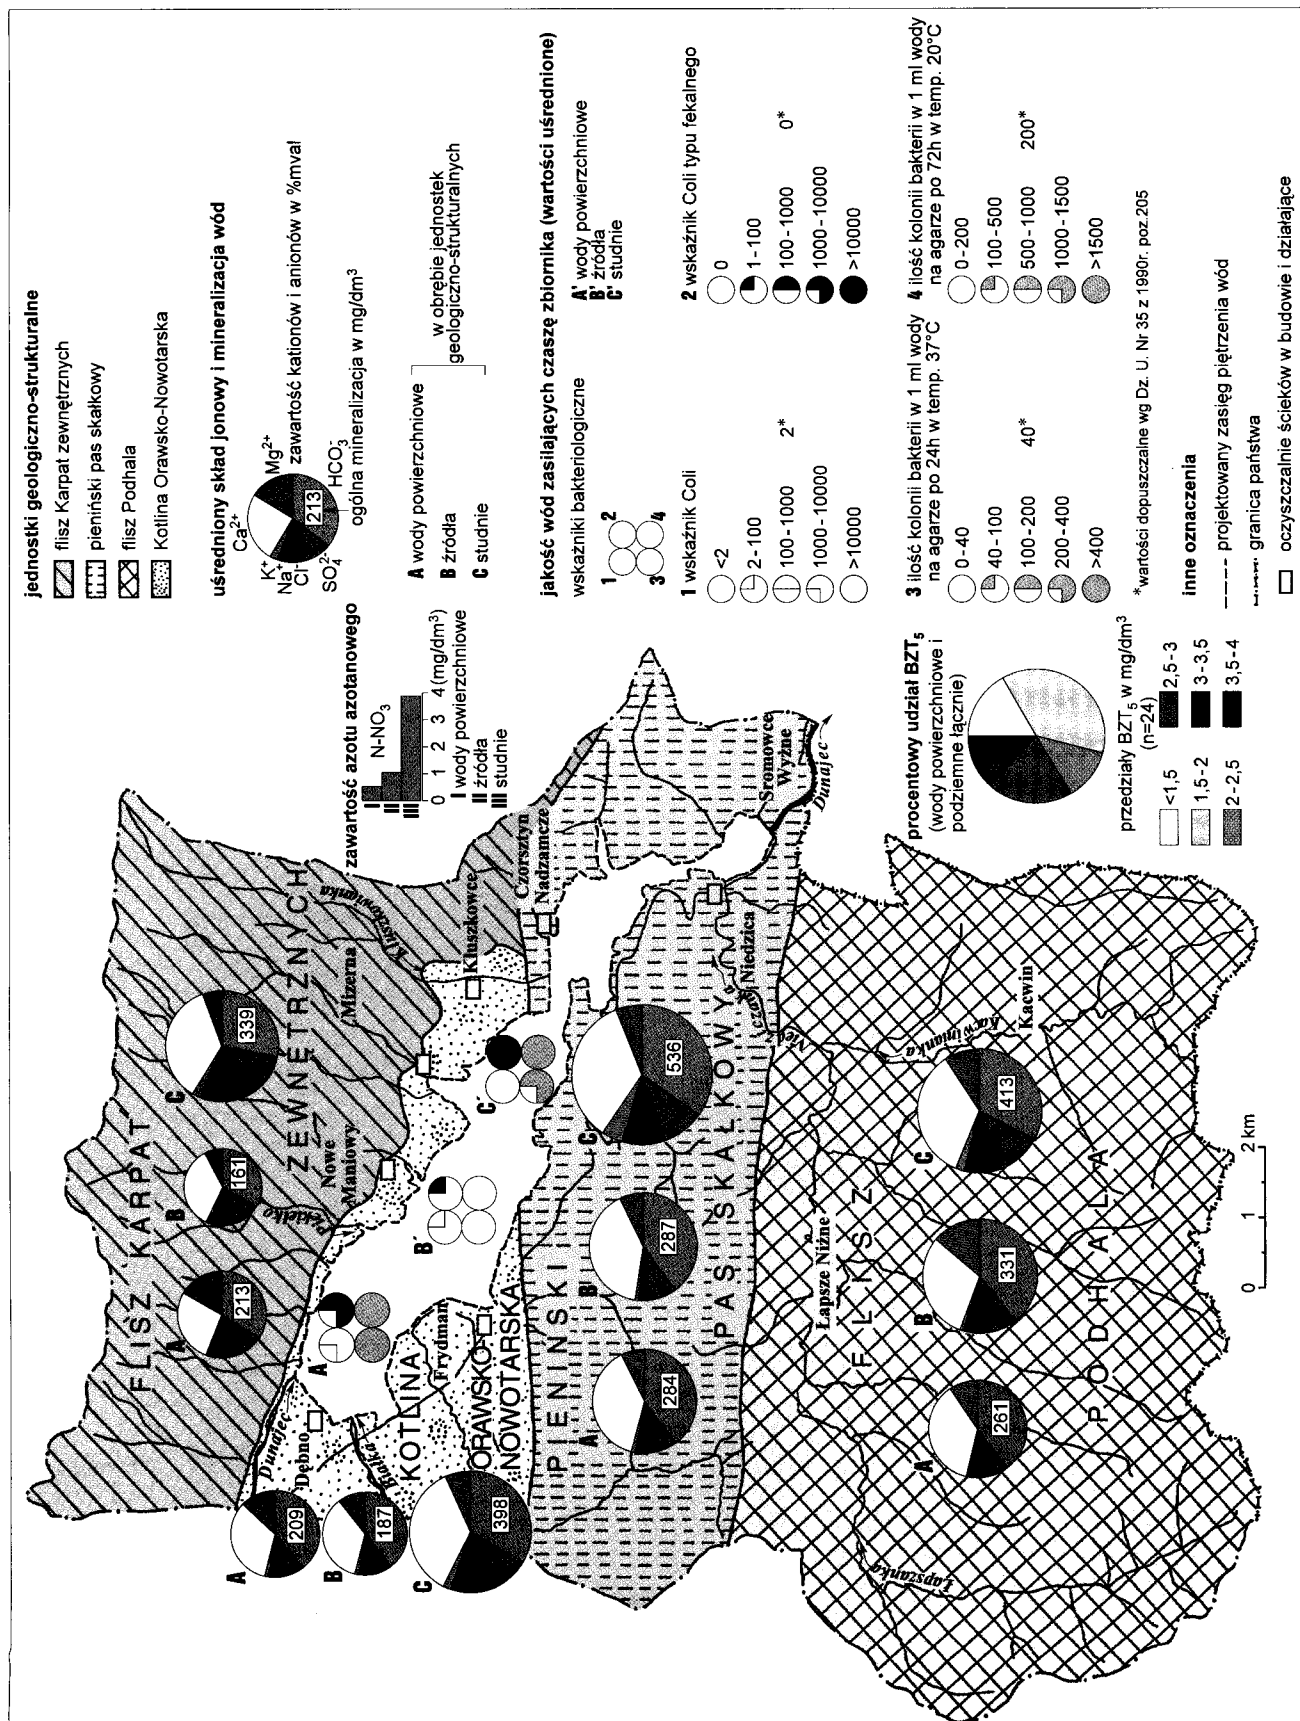 jednostki geologiczno-strukturalne
flisz Karpat zewnętrznych
pieniński pas skałkowy
flisz Podhala
Kotlina Orawsko-Nowotarska
uśredniony skład jonowy i mineralizacja wód
Ca²⁺
Mg²⁺
K⁺
Na⁺
Cl⁻
SO₄²⁻
HCO₃⁻
213
zawartość kationów i anionów w %mval
ogólna mineralizacja w mg/dm³
A wody powierzchniowe
B źródła
C studnie
w obrębie jednostek
geologiczno-strukturalnych
jakość wód zasilających czaszę zbiornika (wartości uśrednione)
wskaźniki bakteriologiczne
1 2
3 4
A' wody powierzchniowe
B' źródła
C' studnie
1 wskaźnik Coli
<2
2-100
100-1000 2*
1000-10000
>10000
2 wskaźnik Coli typu fekalnego
0
1-100
100-1000 0*
1000-10000
>10000
3 ilość kolonii bakterii w 1 ml wody
na agarze po 24h w temp. 37°C
0-40
40-100
100-200 40*
200-400
>400
4 ilość kolonii bakterii w 1 ml wody
na agarze po 72h w temp. 20°C
0-200
100-500
500-1000 200*
1000-1500
>1500
*wartości dopuszczalne wg Dz. U. Nr 35 z 1990r. poz.205
inne oznaczenia
projektowany zasięg piętrzenia wód
granica państwa
oczyszczalnie ścieków w budowie i działające
zawartość azotu azotanowego
I
II
III
N-NO₃
0 1 2 3 4 (mg/dm³)
I wody powierzchniowe
II źródła
III studnie
procentowy udział BZT₅
(wody powierzchniowe i
podziemne łącznie)
przedziały BZT₅ w mg/dm³
(n=24)
<1,5
1,5-2
2-2,5
2,5-3
3-3,5
3,5-4
FLISZ KARPAT
ZEWNĘTRZNYCH
A
213
B
161
C
339
Piekiełko
Nowe
Maniowy
Mizerna
Kluszkowianka
Kluszkowce
Czorsztyn
Nadzamcze
Sromowce
Wyżne
Dunajec
Dunajec
Dębno
Białka
Frydman
KOTLINA
ORAWSKO-
NOWOTARSKA
A
209
B
187
C
398
A'
B'
C'
PIENIŃSKI PAS SKAŁKOWY
A
284
B
287
C
536
Niedzica
Niedziczanka
Łapsze Niżne
Kacwinianka
Kacwin
Łapszanka
FLISZ
PODHALA
A
261
B
331
C
413
0 1 2 km